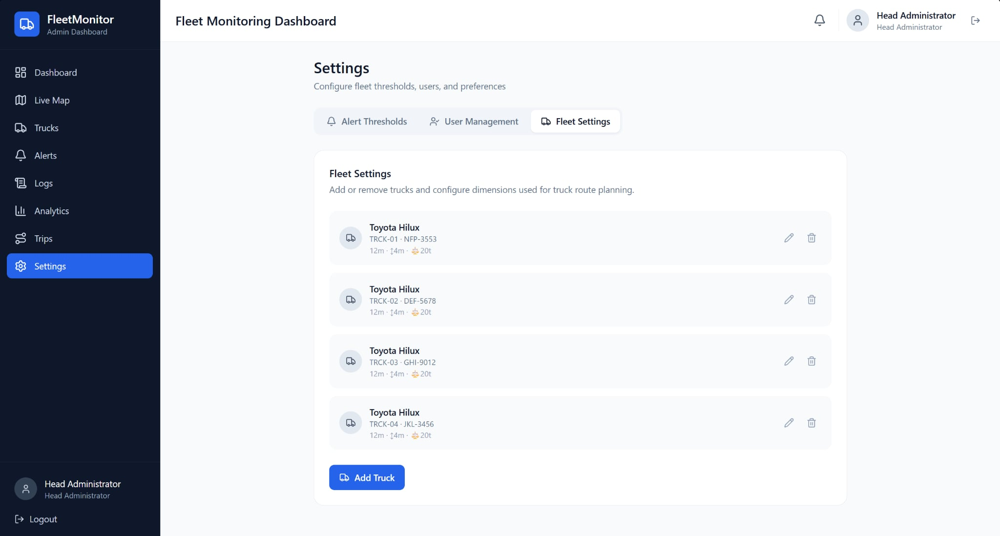 FleetMonitor
Admin Dashboard
Dashboard
Live Map
Trucks
Alerts
Logs
Analytics
Trips
Settings
Head Administrator
Head Administrator
Logout
Fleet Monitoring Dashboard
Head Administrator
Head Administrator
Settings
Configure fleet thresholds, users, and preferences
Alert Thresholds
User Management
Fleet Settings
Fleet Settings
Add or remove trucks and configure dimensions used for truck route planning.
Toyota Hilux
TRCK-01 · NFP-3553
12m · ↕4m · ⚖️20t
Toyota Hilux
TRCK-02 · DEF-5678
12m · ↕4m · ⚖️20t
Toyota Hilux
TRCK-03 · GHI-9012
12m · ↕4m · ⚖️20t
Toyota Hilux
TRCK-04 · JKL-3456
12m · ↕4m · ⚖️20t
Add Truck